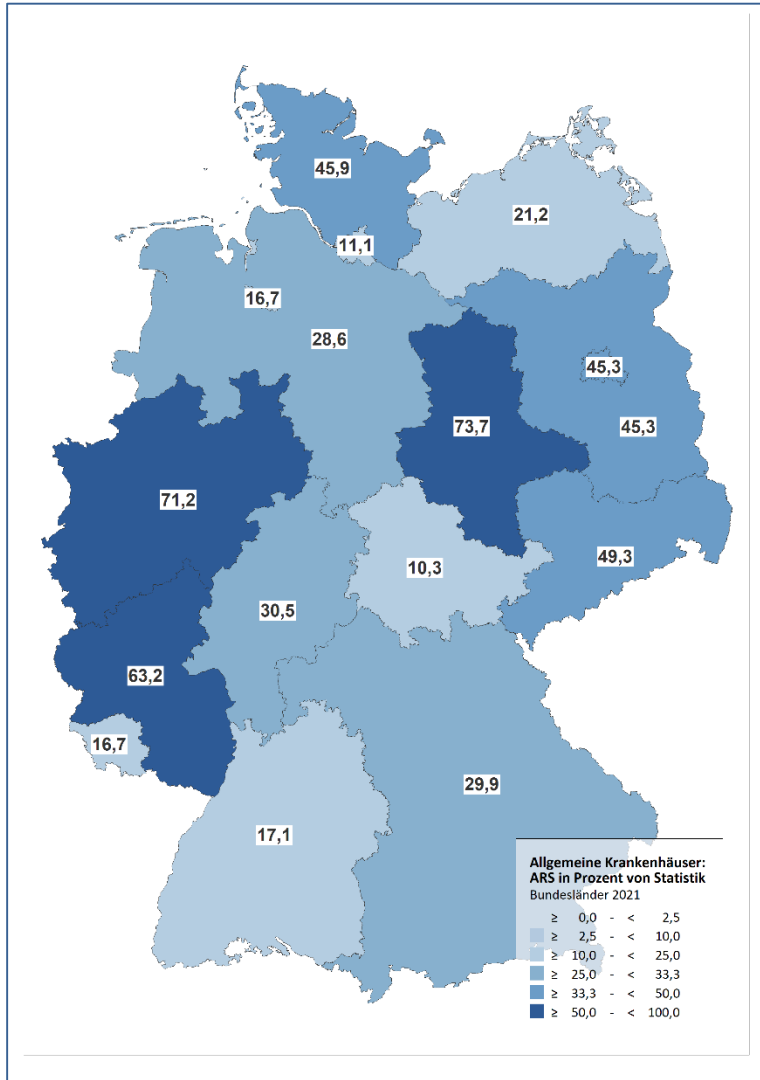 45,9
21,2
11,1
16,7
28,6
45,3
73,7
45,3
71,2
49,3
10,3
30,5
63,2
16,7
29,9
17,1
Allgemeine Krankenhäuser:
ARS in Prozent von Statistik
Bundesländer 2021
≥ 0,0 - < 2,5
≥ 2,5 - < 10,0
≥ 10,0 - < 25,0
≥ 25,0 - < 33,3
≥ 33,3 - < 50,0
≥ 50,0 - < 100,0